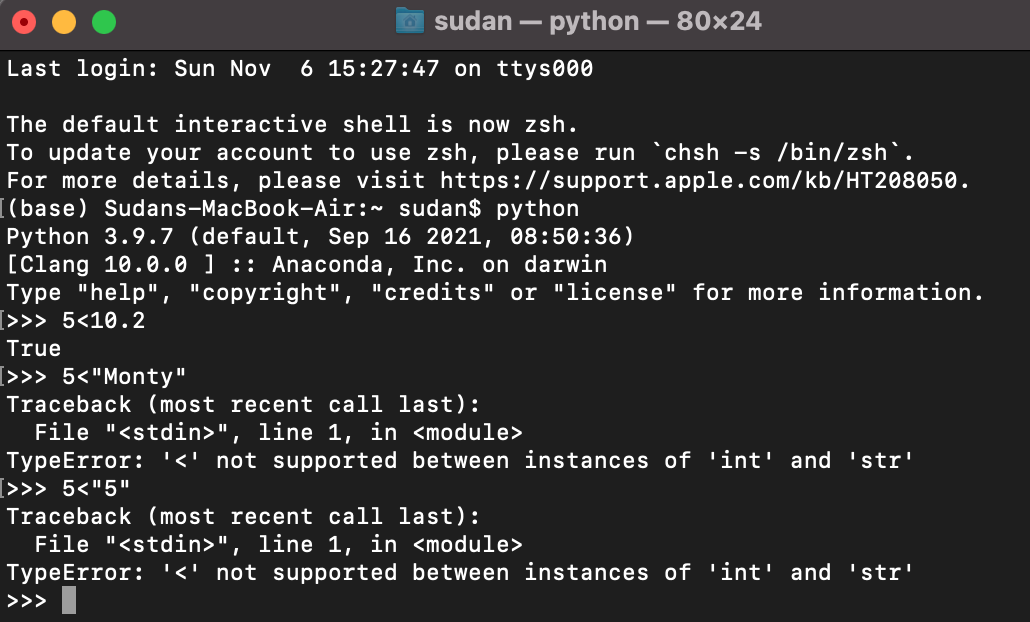 sudan — python — 80×24
Last login: Sun Nov  6 15:27:47 on ttys000
The default interactive shell is now zsh.
To update your account to use zsh, please run `chsh -s /bin/zsh`.
For more details, please visit https://support.apple.com/kb/HT208050.
[(base) Sudans-MacBook-Air:~ sudan$ python
Python 3.9.7 (default, Sep 16 2021, 08:50:36)
[Clang 10.0.0 ] :: Anaconda, Inc. on darwin
Type "help", "copyright", "credits" or "license" for more information.
[>>> 5<10.2
True
[>>> 5<"Monty"
Traceback (most recent call last):
  File "<stdin>", line 1, in <module>
TypeError: '<' not supported between instances of 'int' and 'str'
[>>> 5<"5"
Traceback (most recent call last):
  File "<stdin>", line 1, in <module>
TypeError: '<' not supported between instances of 'int' and 'str'
>>>